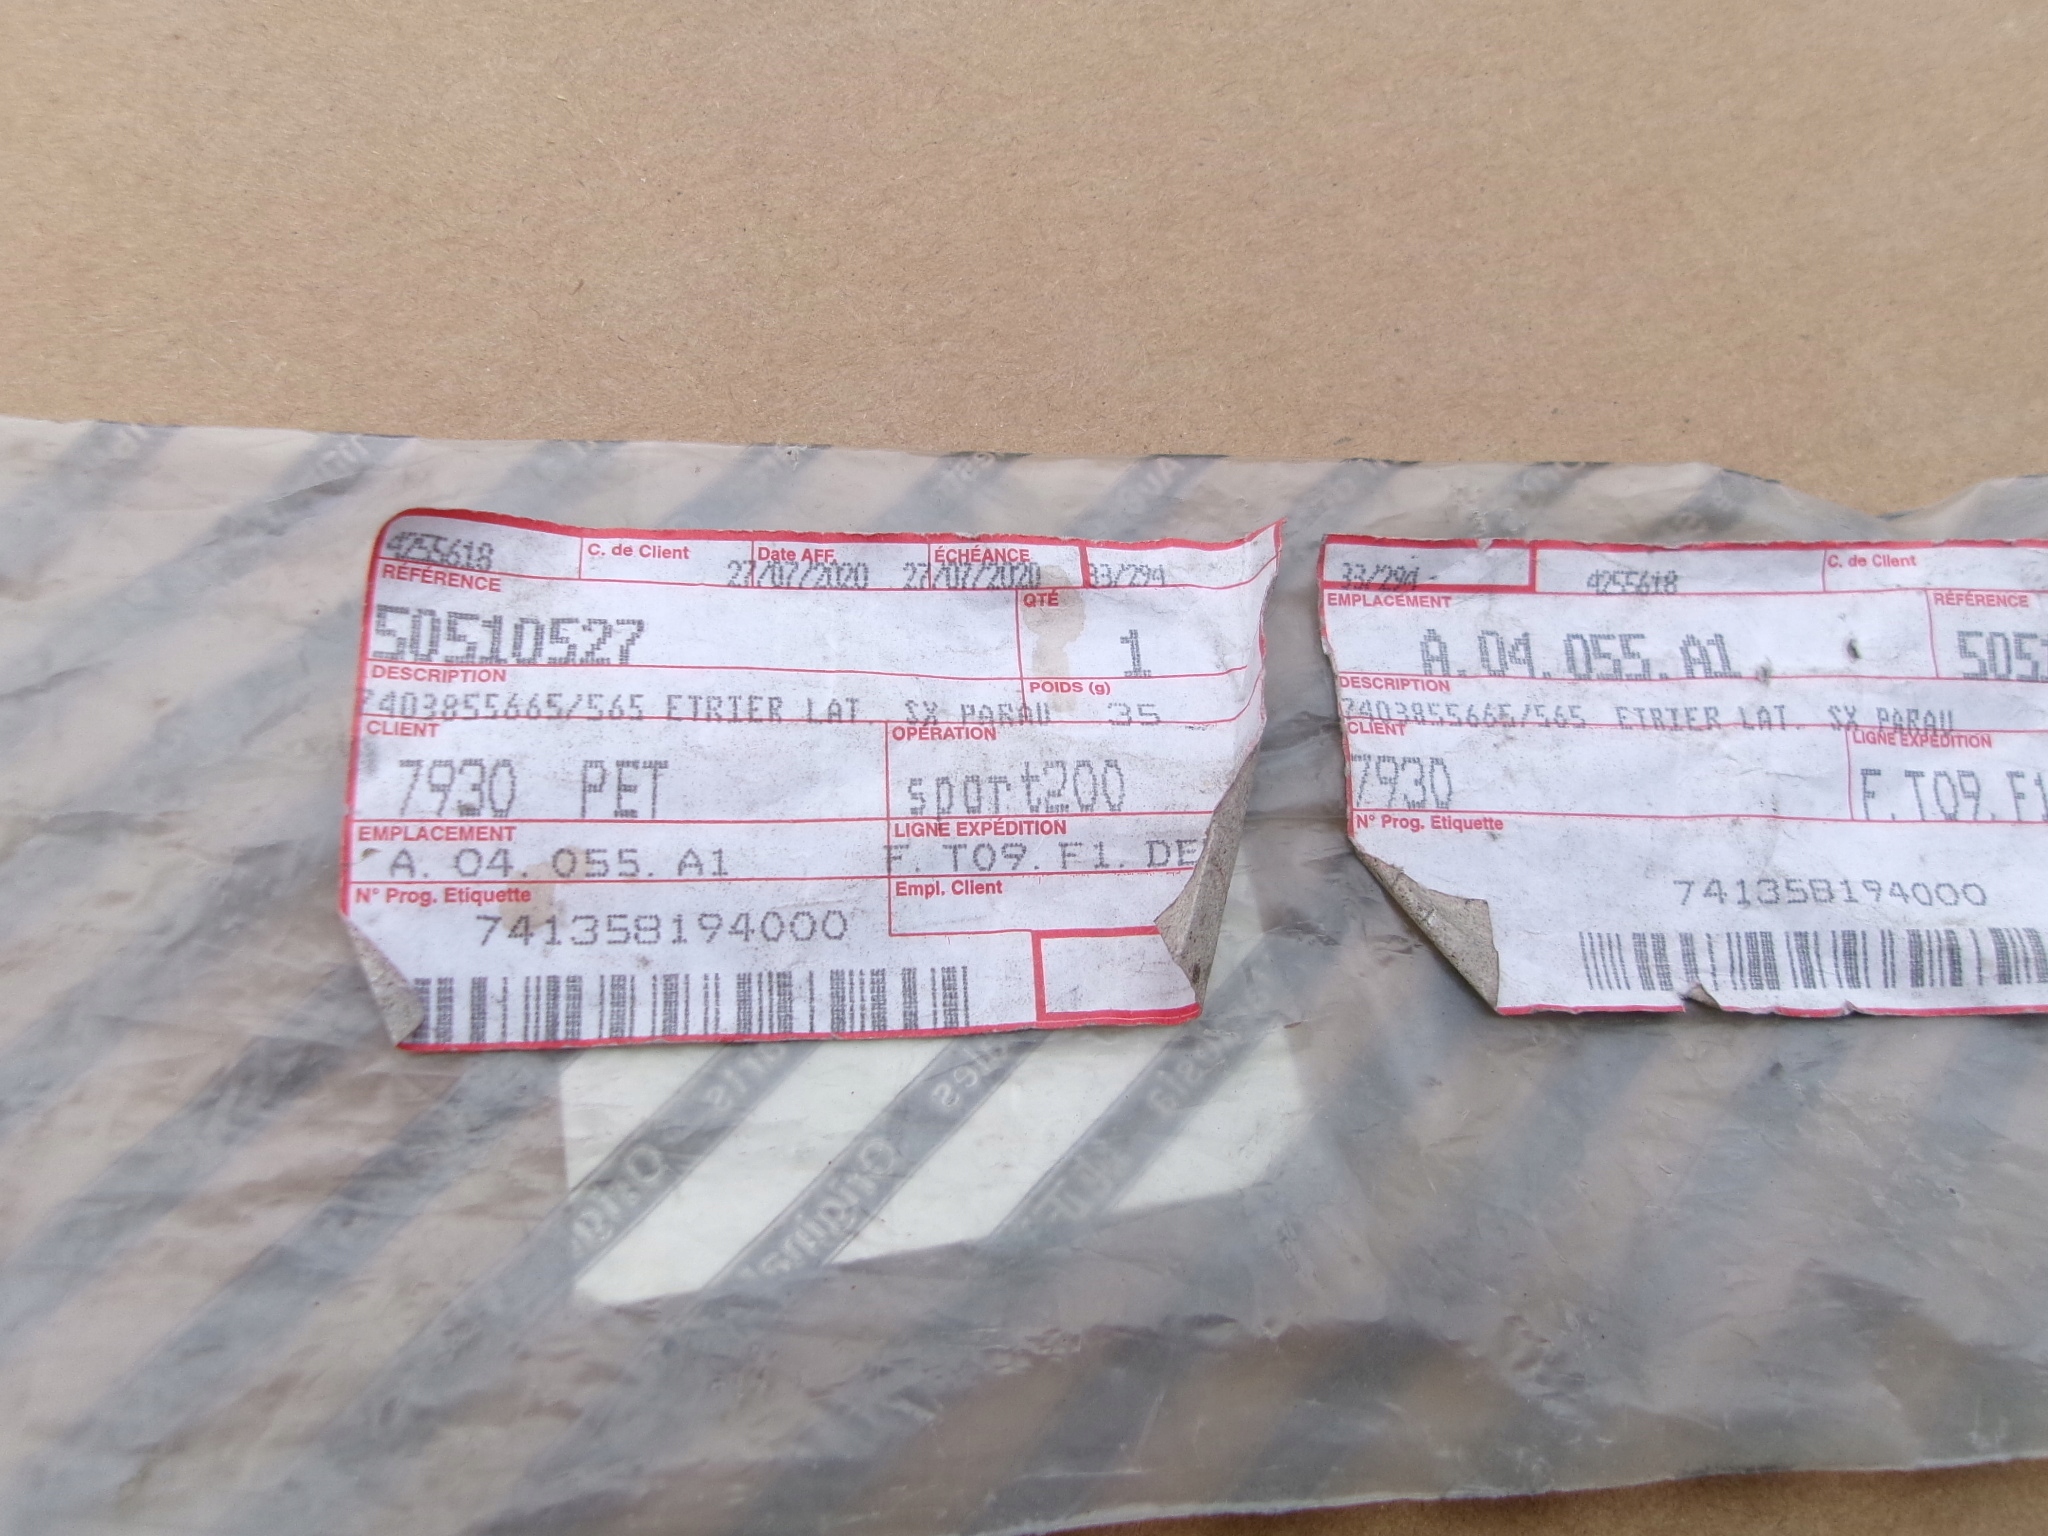 4255618 C. de Client Date AFF. ÉCHÉANCE
27/07/2020 27/07/2020 33/294
RÉFÉRENCE QTÉ
50510527 1
DESCRIPTION POIDS (g)
7403855665/565 ETRIER LAT. SX PARAU 35
CLIENT OPÉRATION
7930 PET sport200
EMPLACEMENT LIGNE EXPÉDITION
A. 04. 055. A1 F. T09. F1. DE
N° Prog. Etiquette Empl. Client
741358194000
33/294 4255618 C. de Client
EMPLACEMENT RÉFÉRENCE
A.04.055.A1 505
DESCRIPTION
7403855665/565 ETRIER LAT. SX PARAU
CLIENT LIGNE EXPÉDITION
7930 F.T09.F1
N° Prog. Etiquette
741358194000